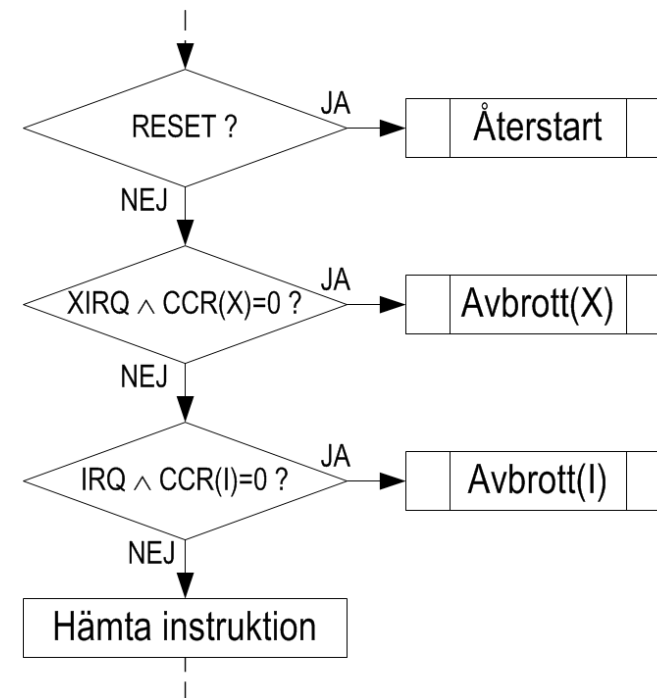 RESET ?
JA
Återstart
NEJ
XIRQ ∧ CCR(X)=0 ?
JA
Avbrott(X)
NEJ
IRQ ∧ CCR(I)=0 ?
JA
Avbrott(I)
NEJ
Hämta instruktion